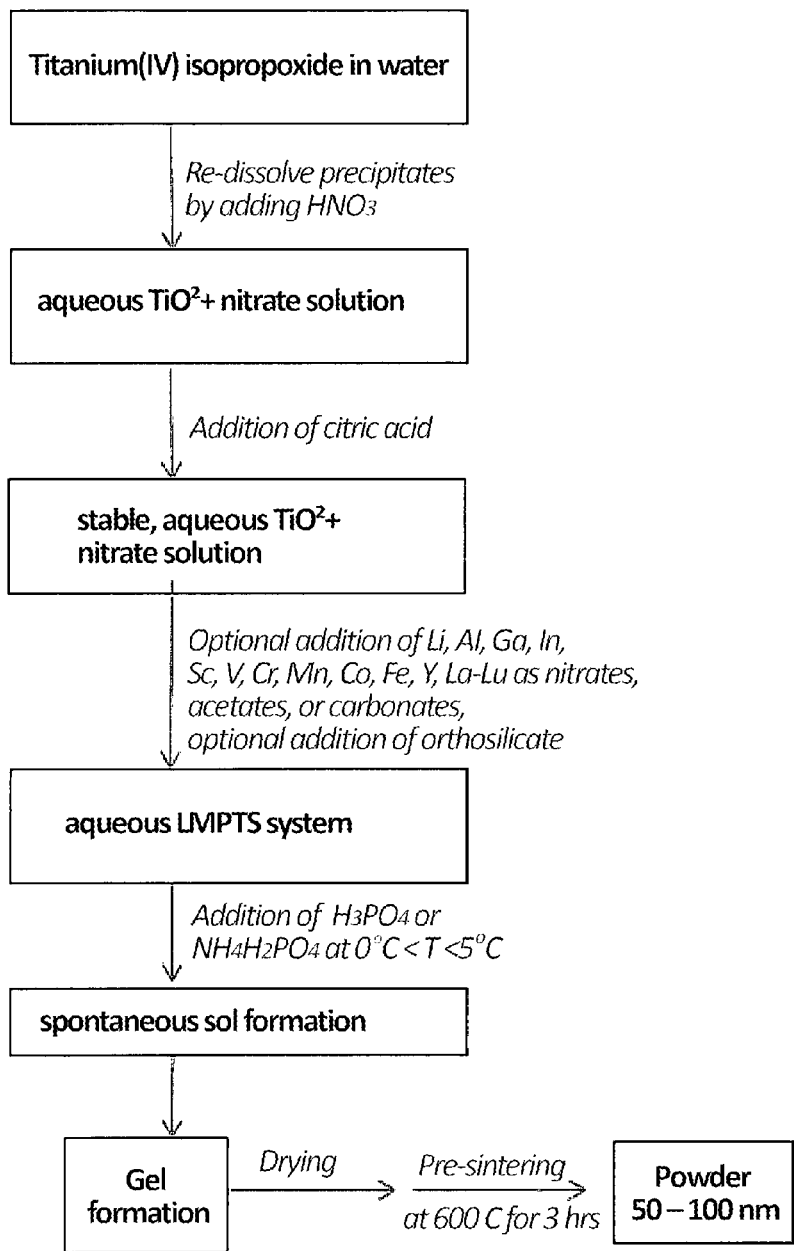 Titanium(IV) isopropoxide in water
Re-dissolve precipitates
by adding HNO3
aqueous TiO²+ nitrate solution
Addition of citric acid
stable, aqueous TiO²+
nitrate solution
Optional addition of Li, Al, Ga, In,
Sc, V, Cr, Mn, Co, Fe, Y, La-Lu as nitrates,
acetates, or carbonates,
optional addition of orthosilicate
aqueous LMPTS system
Addition of H3PO4 or
NH4H2PO4 at 0°C < T <5°C
spontaneous sol formation
Gel
formation
Drying
Pre-sintering
at 600 C for 3 hrs
Powder
50 – 100 nm